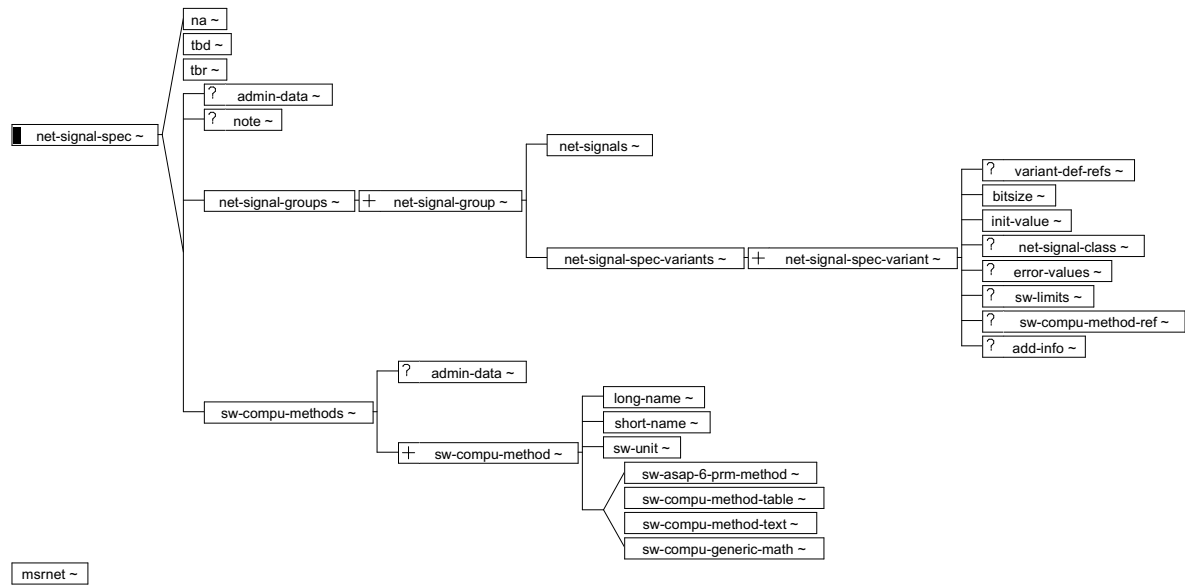 na ~
tbd ~
tbr ~
? admin-data ~
? note ~
net-signal-spec ~
net-signals ~
? variant-def-refs ~
bitsize ~
net-signal-groups ~
+ net-signal-group ~
init-value ~
? net-signal-class ~
net-signal-spec-variants ~
+ net-signal-spec-variant ~
? error-values ~
? sw-limits ~
? sw-compu-method-ref ~
? add-info ~
? admin-data ~
sw-compu-methods ~
long-name ~
short-name ~
+ sw-compu-method ~
sw-unit ~
sw-asap-6-prm-method ~
sw-compu-method-table ~
sw-compu-method-text ~
sw-compu-generic-math ~
msrnet ~